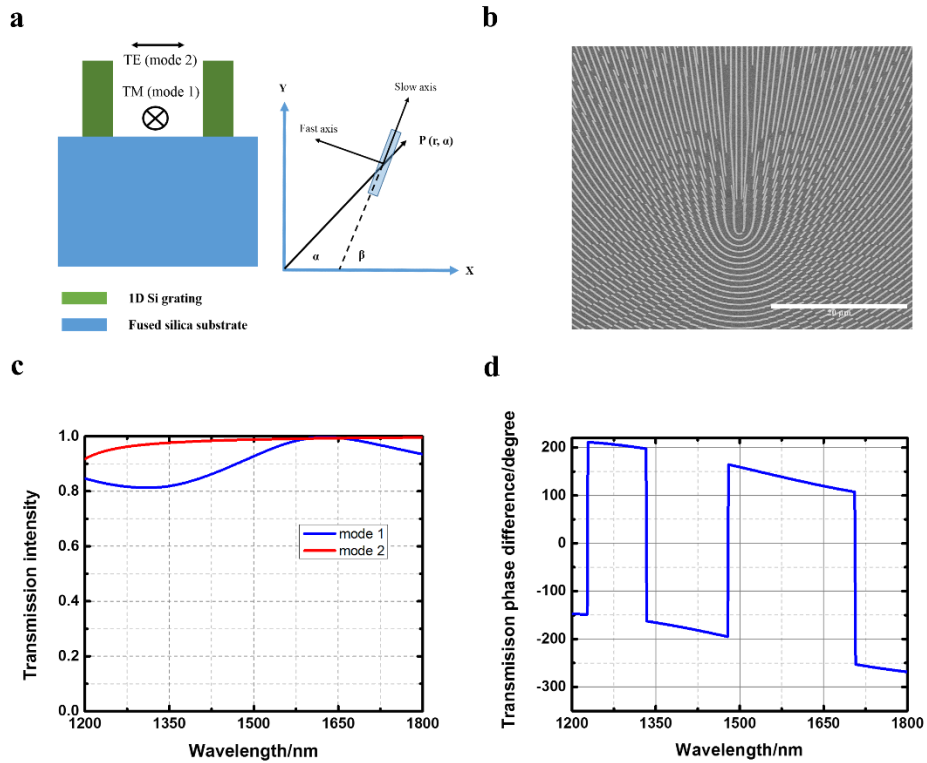 a
TE (mode 2)
TM (mode 1)
Y
Slow axis
Fast axis
P (r, α)
α
β
X
1D Si grating
Fused silica substrate
b
10 μm
c
Transmission intensity
1.0
0.8
0.6
0.4
0.2
0.0
mode 1
mode 2
1200
1350
1500
1650
1800
Wavelength/nm
d
Transmisison phase difference/degree
200
100
0
-100
-200
-300
1200
1350
1500
1650
1800
Wavelength/nm